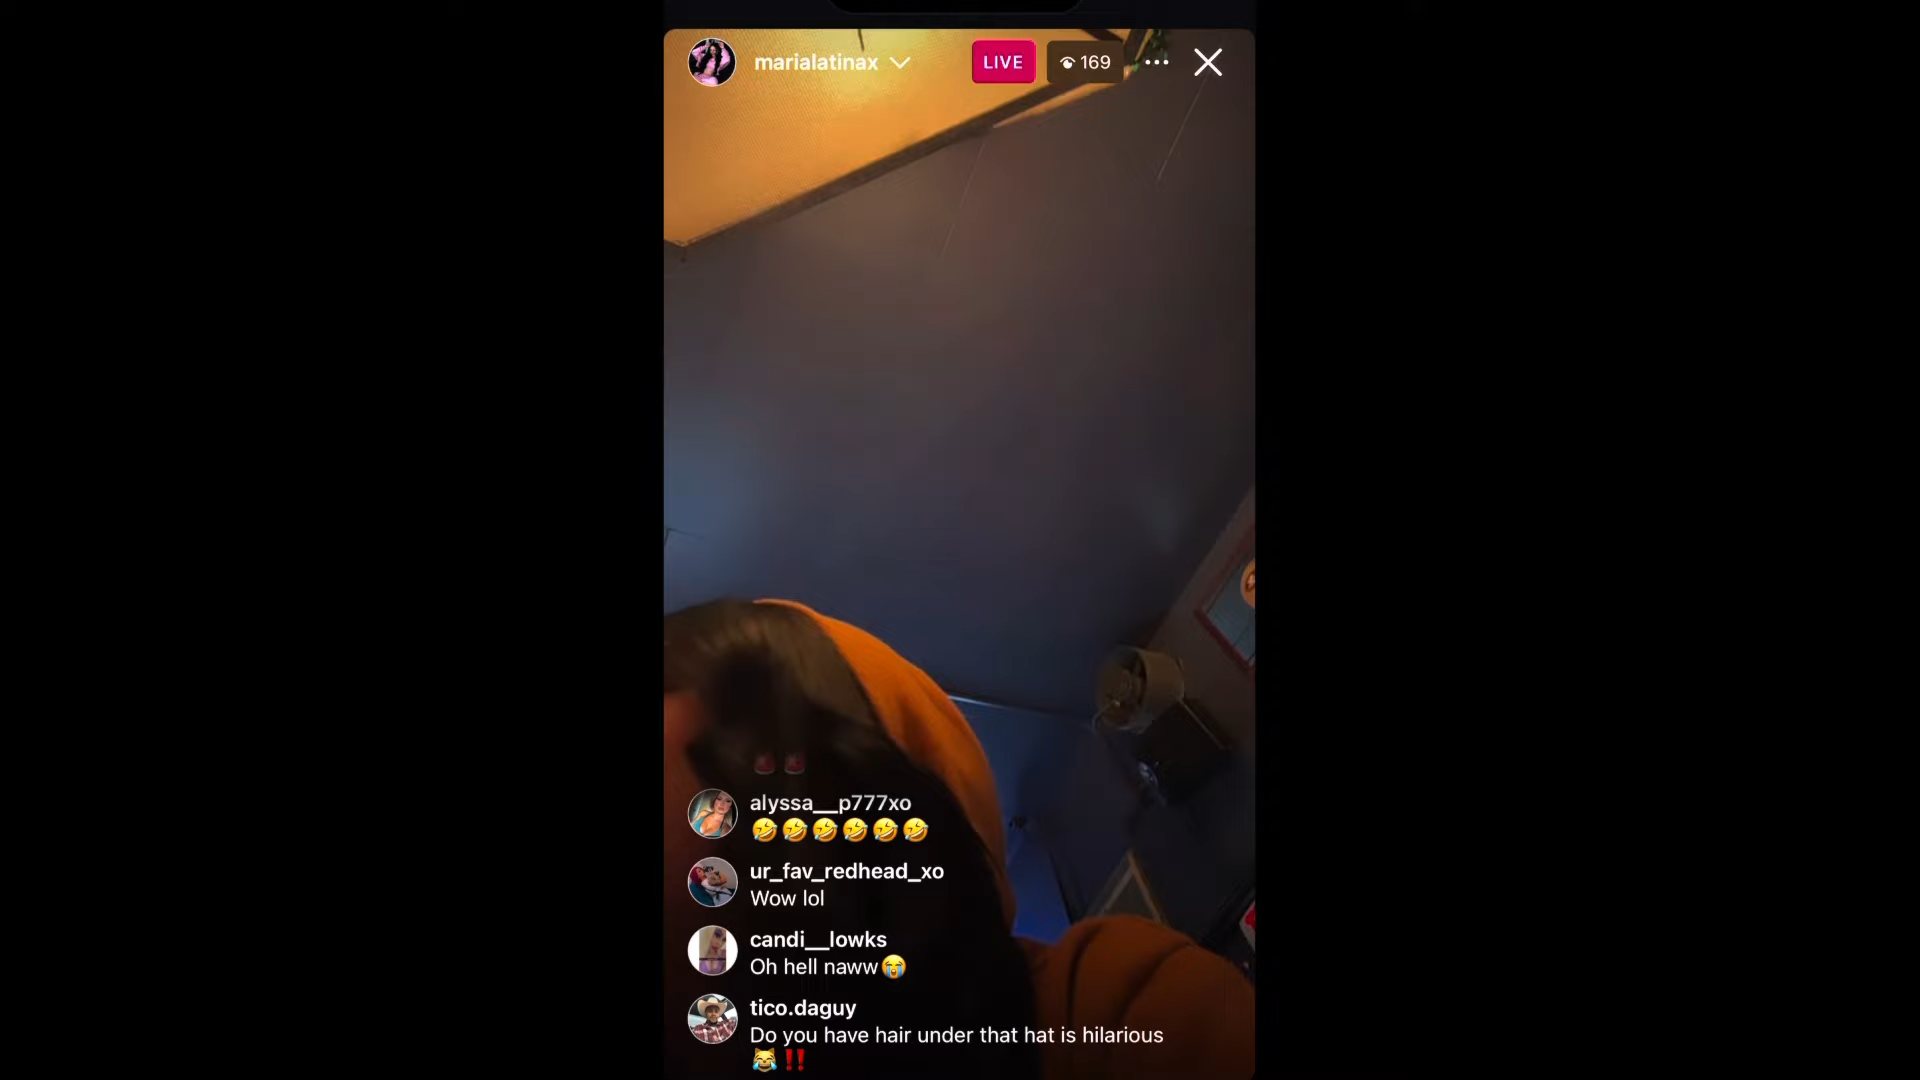 marialatinax
LIVE
169
alyssa__p777xo
🤣🤣🤣🤣🤣🤣
ur_fav_redhead_xo
Wow lol
candi__lowks
Oh hell naww😭
tico.daguy
Do you have hair under that hat is hilarious
😹‼️